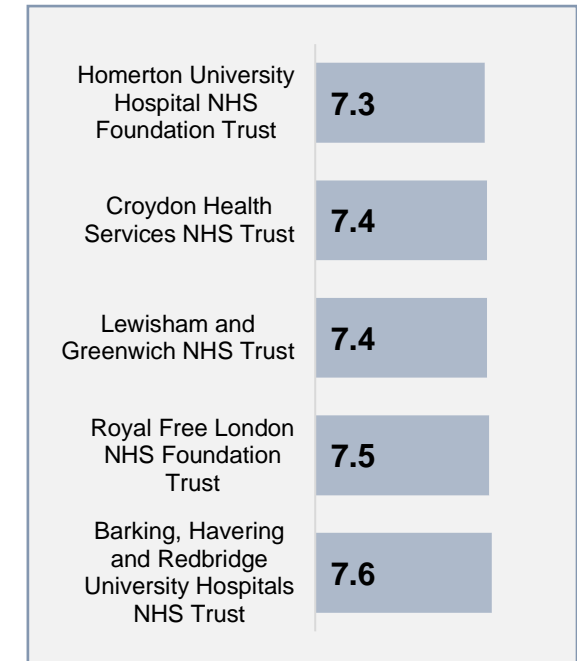 Homerton University
Hospital NHS
Foundation Trust
7.3
Croydon Health
Services NHS Trust
7.4
Lewisham and
Greenwich NHS Trust
7.4
Royal Free London
NHS Foundation
Trust
7.5
Barking, Havering
and Redbridge
University Hospitals
NHS Trust
7.6